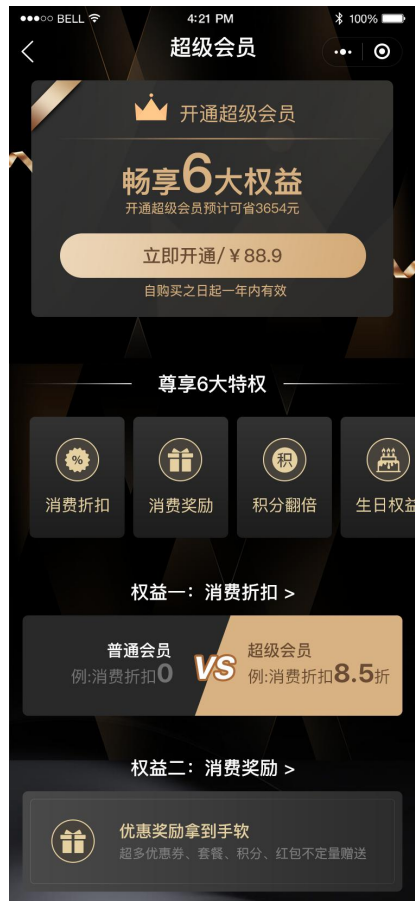 BELL 4:21 PM 100%
超级会员
开通超级会员
畅享6大权益
开通超级会员预计可省3654元
立即开通/¥88.9
自购买之日起一年内有效
尊享6大特权
% 积
消费折扣 消费奖励 积分翻倍 生日权益
权益一：消费折扣 >
普通会员 VS 超级会员
例:消费折扣0 例:消费折扣8.5折
权益二：消费奖励 >
优惠奖励拿到手软
超多优惠券、套餐、积分、红包不定量赠送